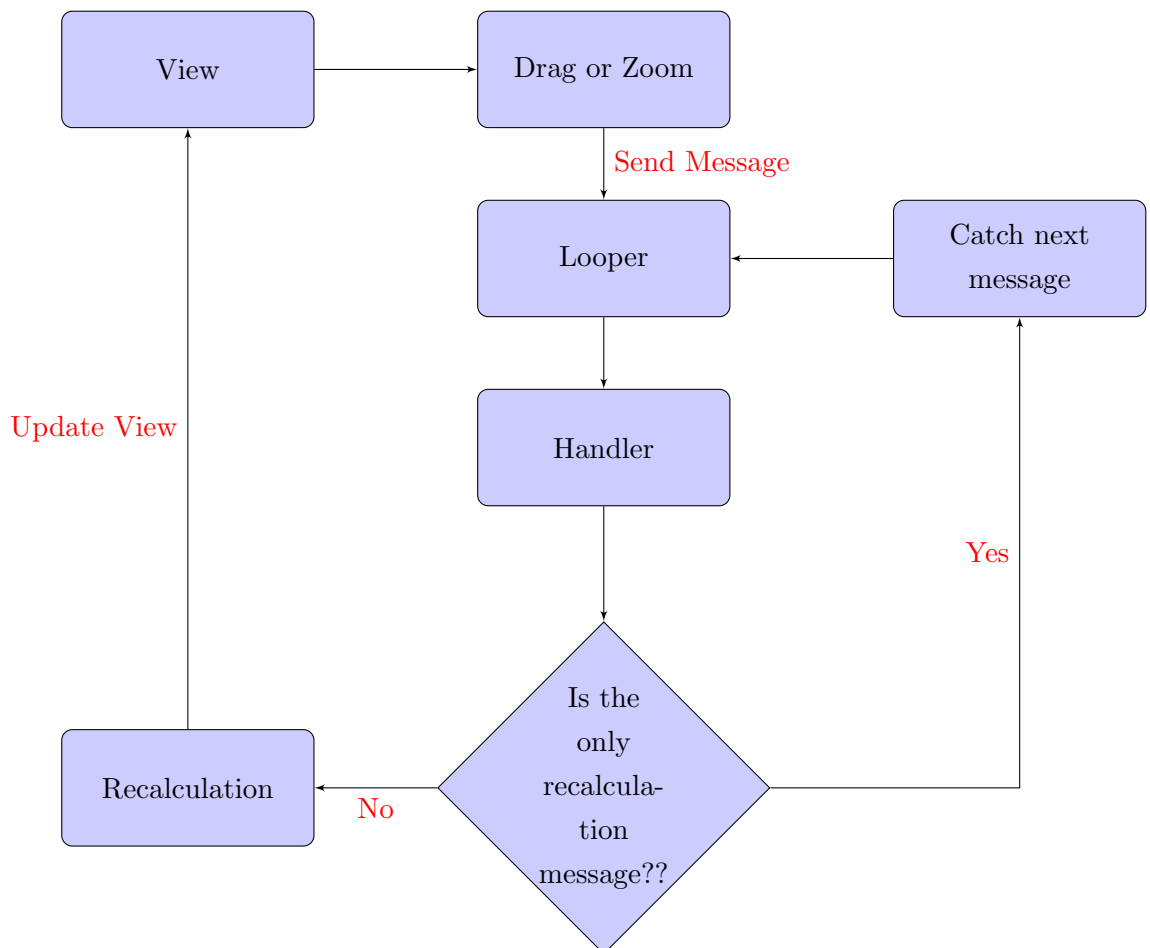 View
Drag or Zoom
Send Message
Looper
Catch next
message
Update View
Handler
Yes
Is the
only
recalcula-
tion
message??
Recalculation
No